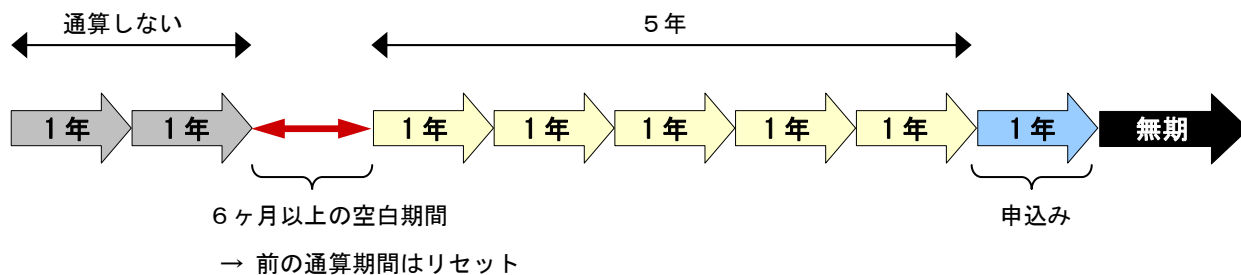 通算しない
5年
1年
1年
1年
1年
1年
1年
1年
1年
無期
6ヶ月以上の空白期間
申込み
→ 前の通算期間はリセット